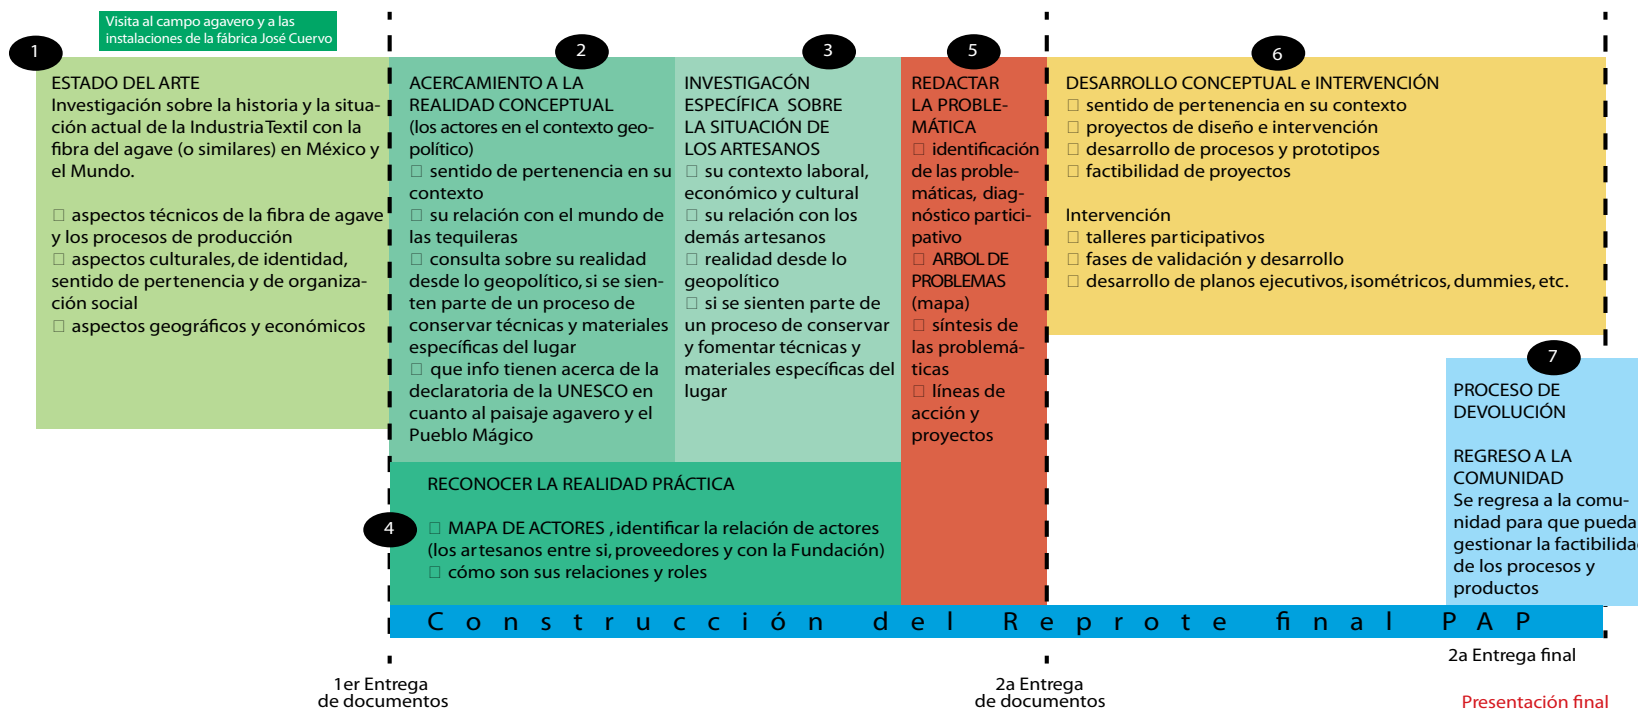 Visita al campo agavero y a las
instalaciones de la fábrica José Cuervo
1
ESTADO DEL ARTE
Investigación sobre la historia y la situa-
ción actual de la Industria Textil con la
fibra del agave (o similares) en México y
el Mundo.
□ aspectos técnicos de la fibra de agave
y los procesos de producción
□ aspectos culturales, de identidad,
sentido de pertenencia y de organiza-
ción social
□ aspectos geográficos y económicos
2
ACERCAMIENTO A LA
REALIDAD CONCEPTUAL
(los actores en el contexto geo-
político)
□ sentido de pertenencia en su
contexto
□ su relación con el mundo de
las tequileras
□ consulta sobre su realidad
desde lo geopolítico, si se sien-
ten parte de un proceso de
conservar técnicas y materiales
específicas del lugar
□ que info tienen acerca de la
declaratoria de la UNESCO en
cuanto al paisaje agavero y el
Pueblo Mágico
3
INVESTIGACÓN
ESPECÍFICA SOBRE
LA SITUACIÓN DE
LOS ARTESANOS
□ su contexto laboral,
económico y cultural
□ su relación con los
demás artesanos
□ realidad desde lo
geopolítico
□ si se sienten parte de
un proceso de conservar
y fomentar técnicas y
materiales específicas del
lugar
4
RECONOCER LA REALIDAD PRÁCTICA
□ MAPA DE ACTORES , identificar la relación de actores
(los artesanos entre si, proveedores y con la Fundación)
□ cómo son sus relaciones y roles
5
REDACTAR
LA PROBLE-
MÁTICA
□ identificación
de las proble-
máticas, diag-
nóstico partici-
pativo
□ ARBOL DE
PROBLEMAS
(mapa)
□ síntesis de
las problemá-
ticas
□ líneas de
acción y
proyectos
6
DESARROLLO CONCEPTUAL e INTERVENCIÓN
□ sentido de pertenencia en su contexto
□ proyectos de diseño e intervención
□ desarrollo de procesos y prototipos
□ factibilidad de proyectos
Intervención
□ talleres participativos
□ fases de validación y desarrollo
□ desarrollo de planos ejecutivos, isométricos, dummies, etc.
7
PROCESO DE
DEVOLUCIÓN
REGRESO A LA
COMUNIDAD
Se regresa a la comu-
nidad para que pueda
gestionar la factibilidad
de los procesos y
productos
Construcción del Reprote final PAP
1er Entrega
de documentos
2a Entrega
de documentos
2a Entrega final
Presentación final